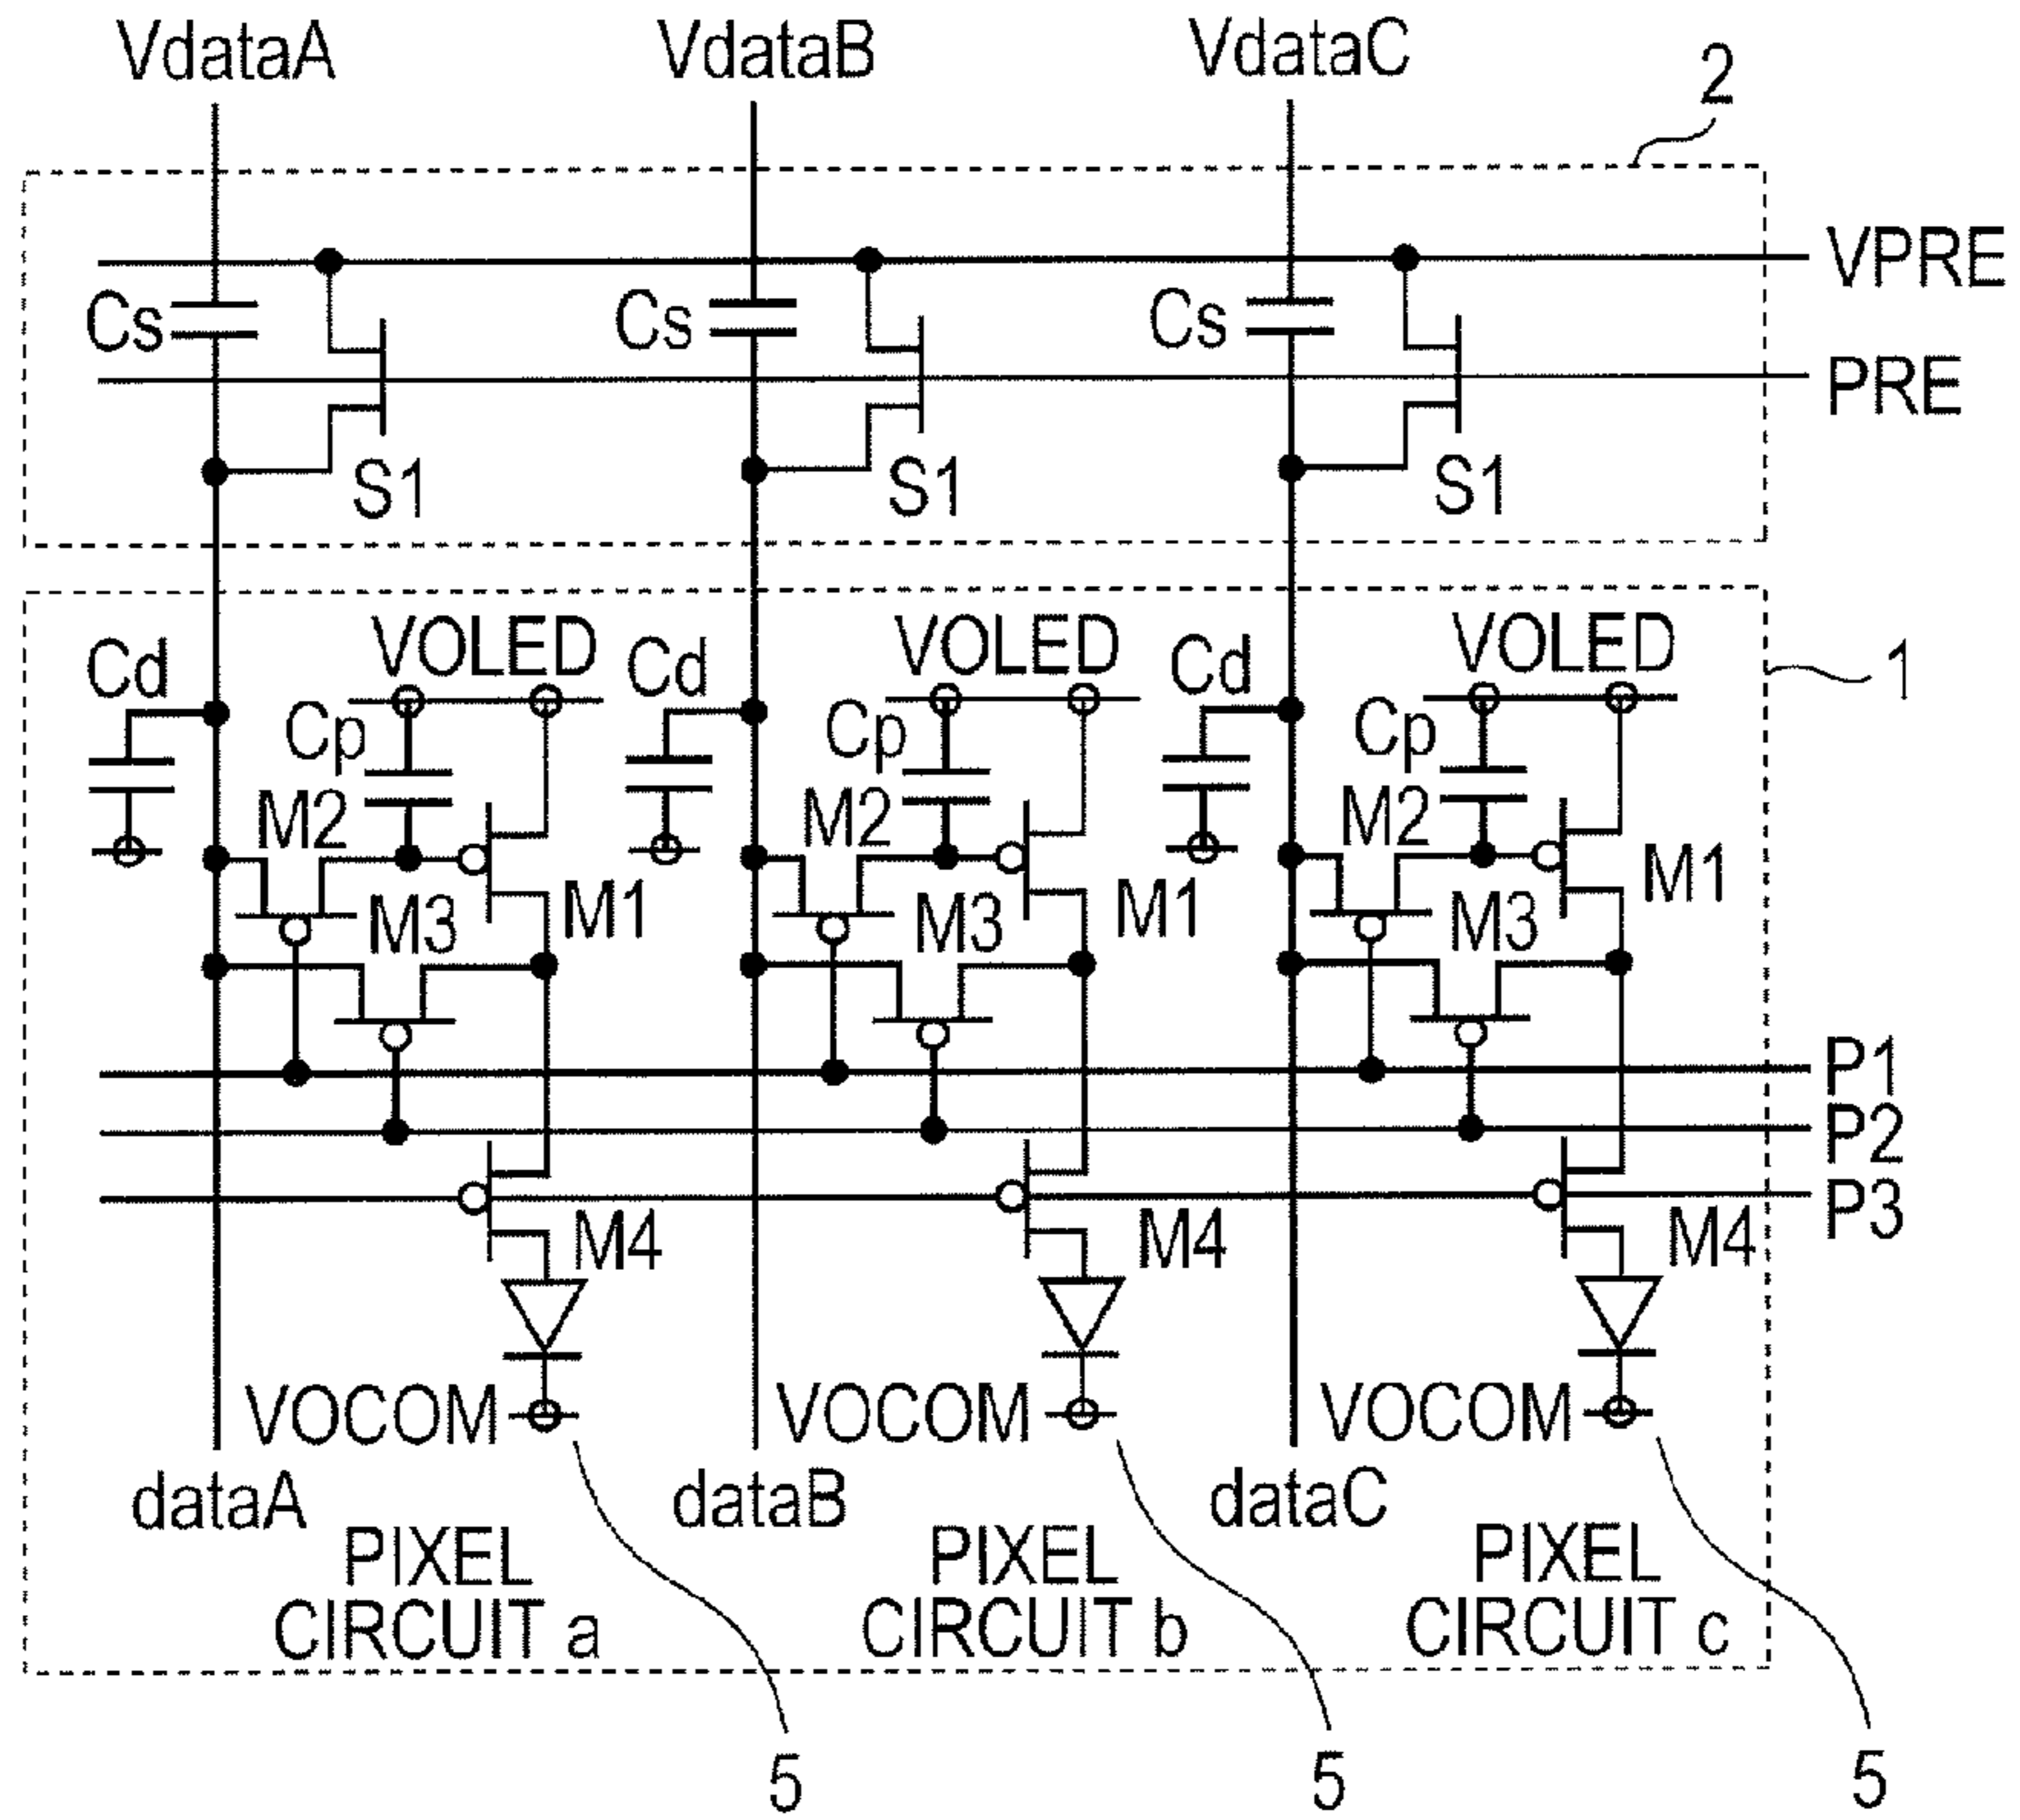 VdataA VdataB VdataC
2
VPRE
Cs Cs Cs
PRE
S1 S1 S1
VOLED VOLED VOLED
1
Cd Cd Cd
Cp Cp Cp
M2 M2 M2
M1 M1 M1
M3 M3 M3
P1
P2
P3
M4 M4 M4
VOCOM VOCOM VOCOM
dataA dataB dataC
PIXEL PIXEL PIXEL
CIRCUIT a CIRCUIT b CIRCUIT c
5 5 5